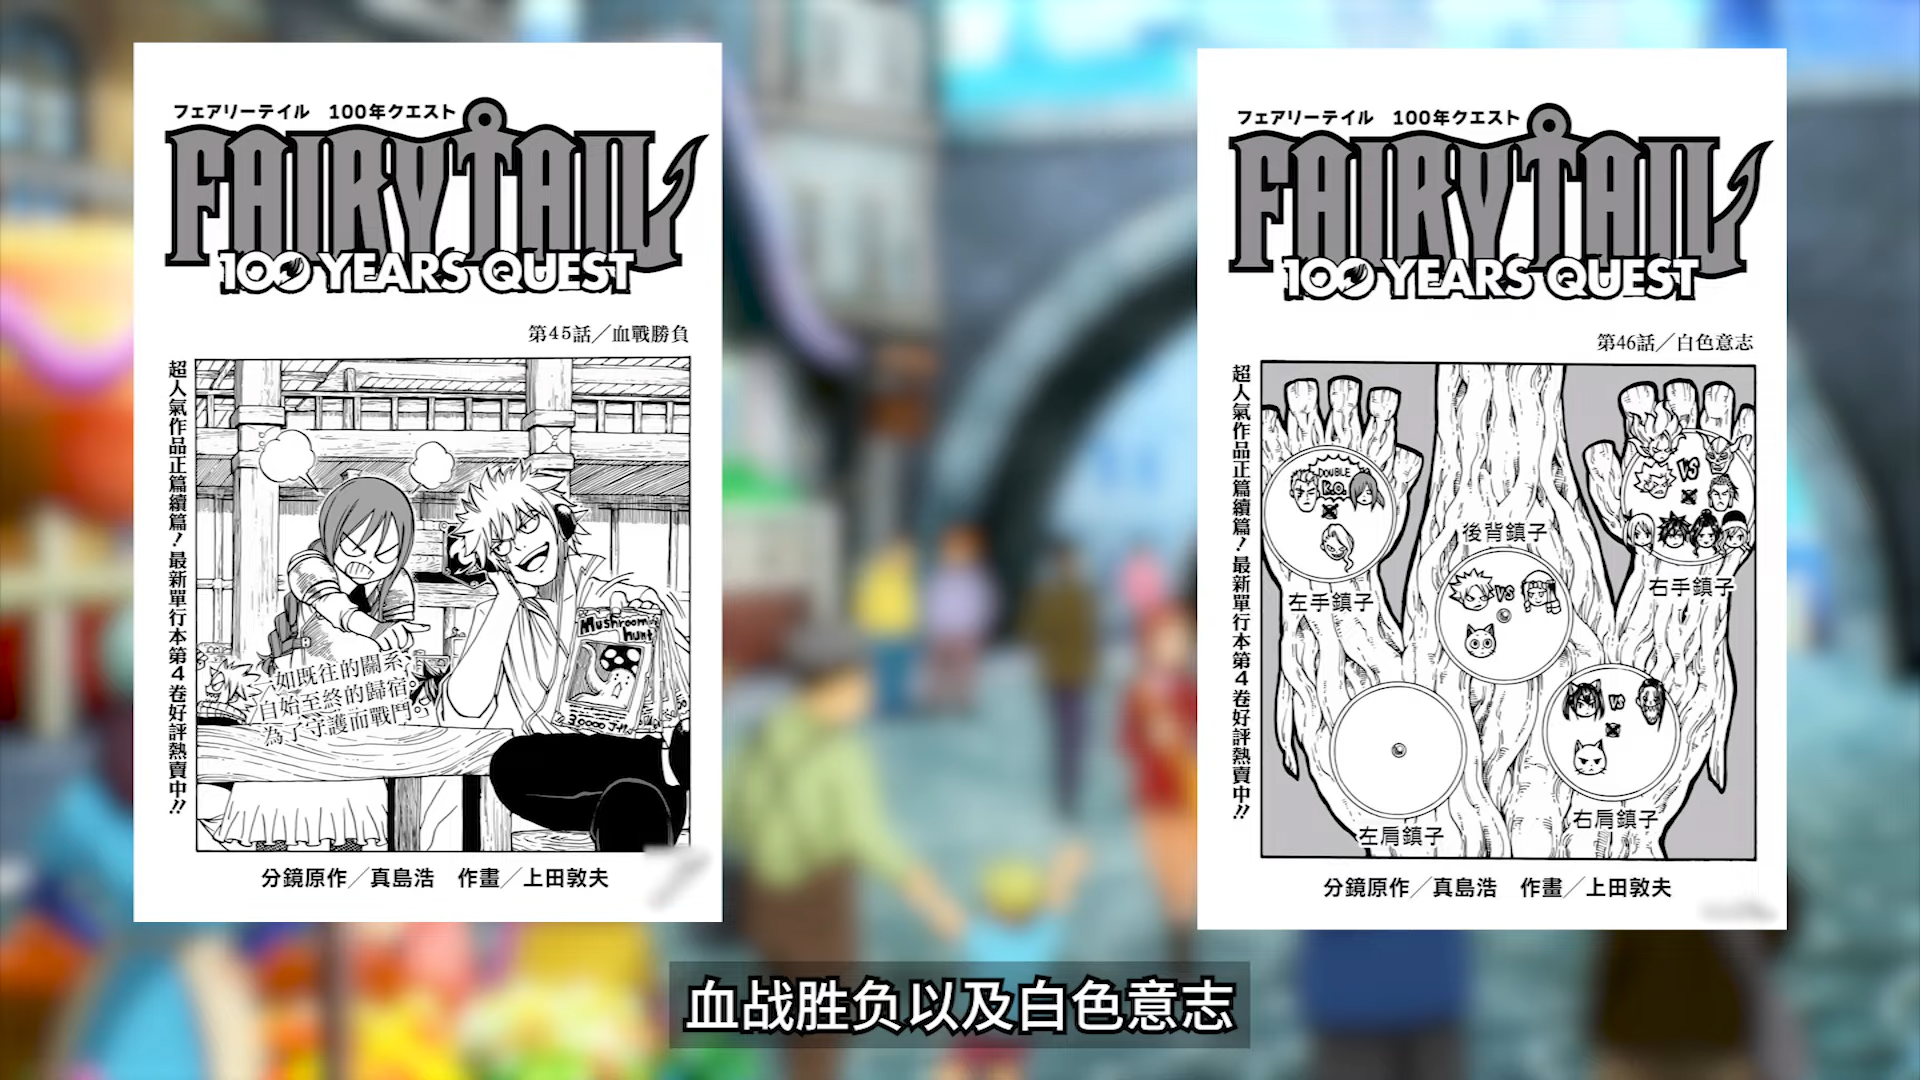 フェアリーテイル 100年クエスト
FAIRY TAIL
100 YEARS QUEST
第45話／血戰勝負
超人氣作品正篇續篇！最新單行本第4卷好評熱賣中!!
Mushroom
hunt
一如既往的關系，
自始至終的歸宿。
為了守護而戰鬥。
分鏡原作／真島浩 作畫／上田敦夫
フェアリーテイル 100年クエスト
FAIRY TAIL
100 YEARS QUEST
第46話／白色意志
超人氣作品正篇續篇！最新單行本第4卷好評熱賣中!!
DOUBLE
K.O.
VS
後背鎮子
左手鎮子
右手鎮子
VS
VS
左肩鎮子
右肩鎮子
分鏡原作／真島浩 作畫／上田敦夫
血战胜负以及白色意志